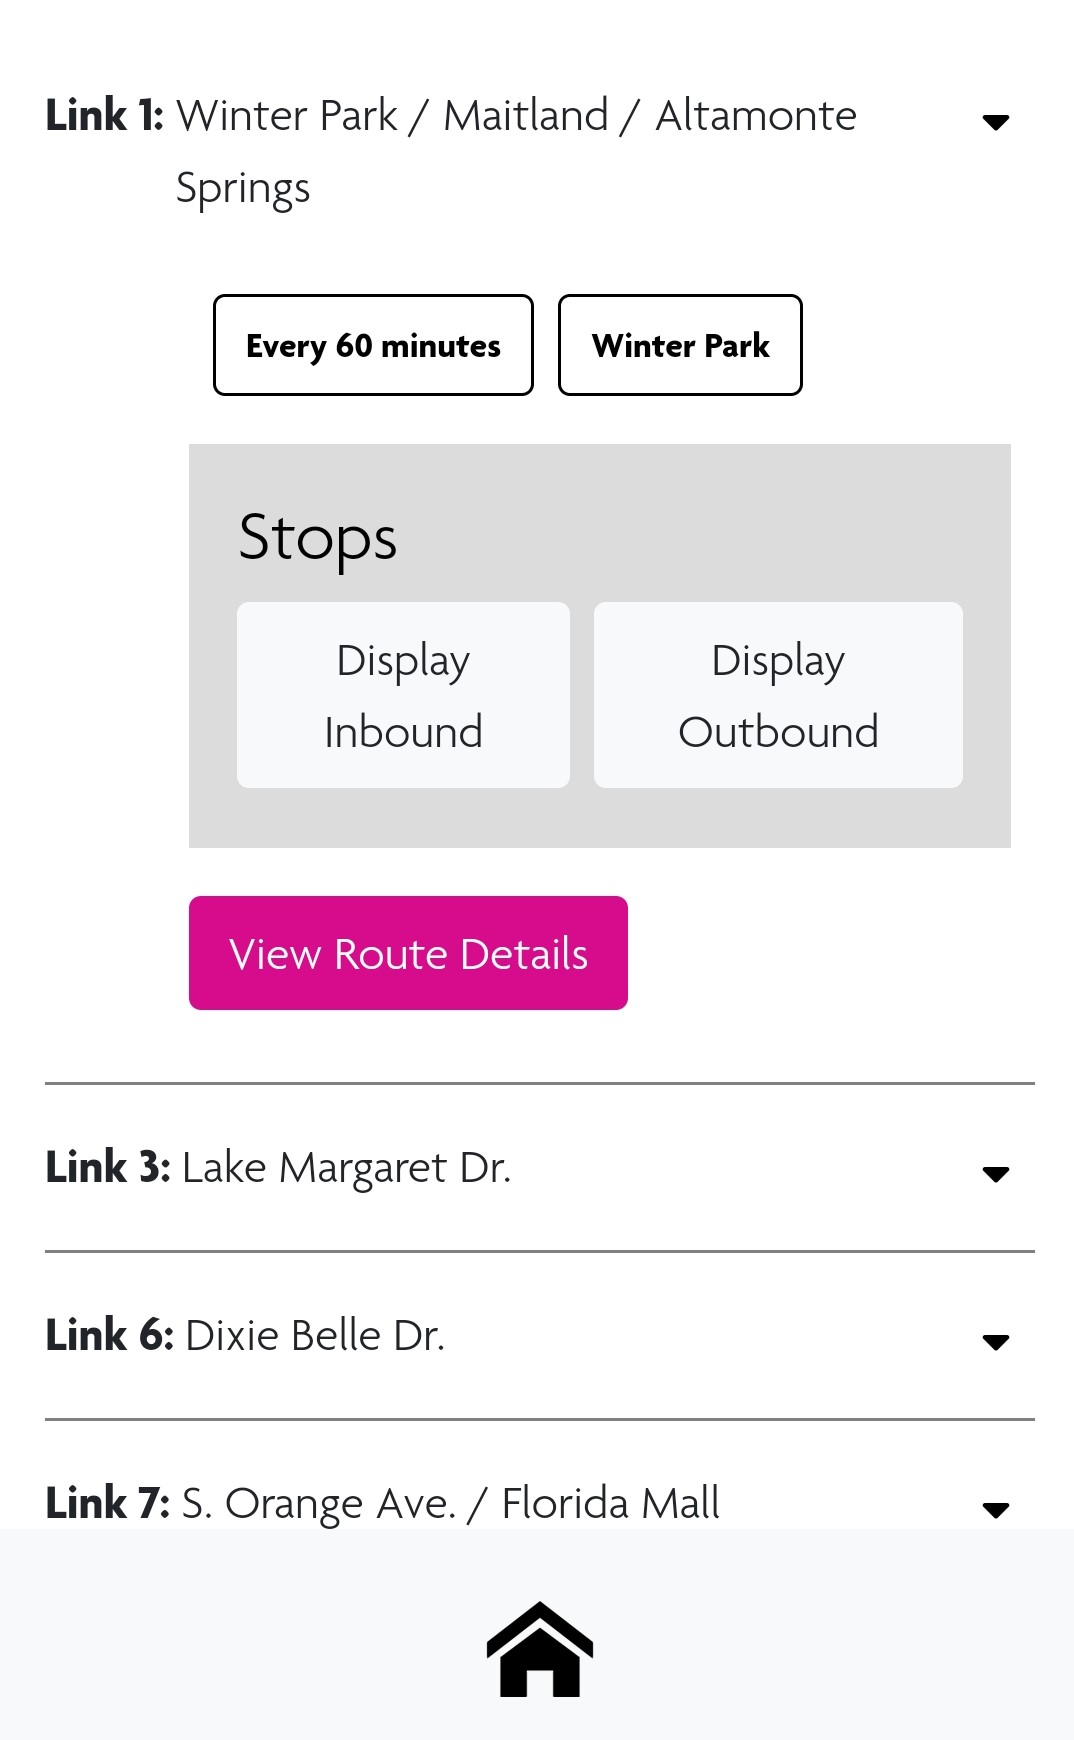 Link 1: Winter Park / Maitland / Altamonte
Springs
Every 60 minutes
Winter Park
Stops
Display
Inbound
Display
Outbound
View Route Details
Link 3: Lake Margaret Dr.
Link 6: Dixie Belle Dr.
Link 7: S. Orange Ave. / Florida Mall